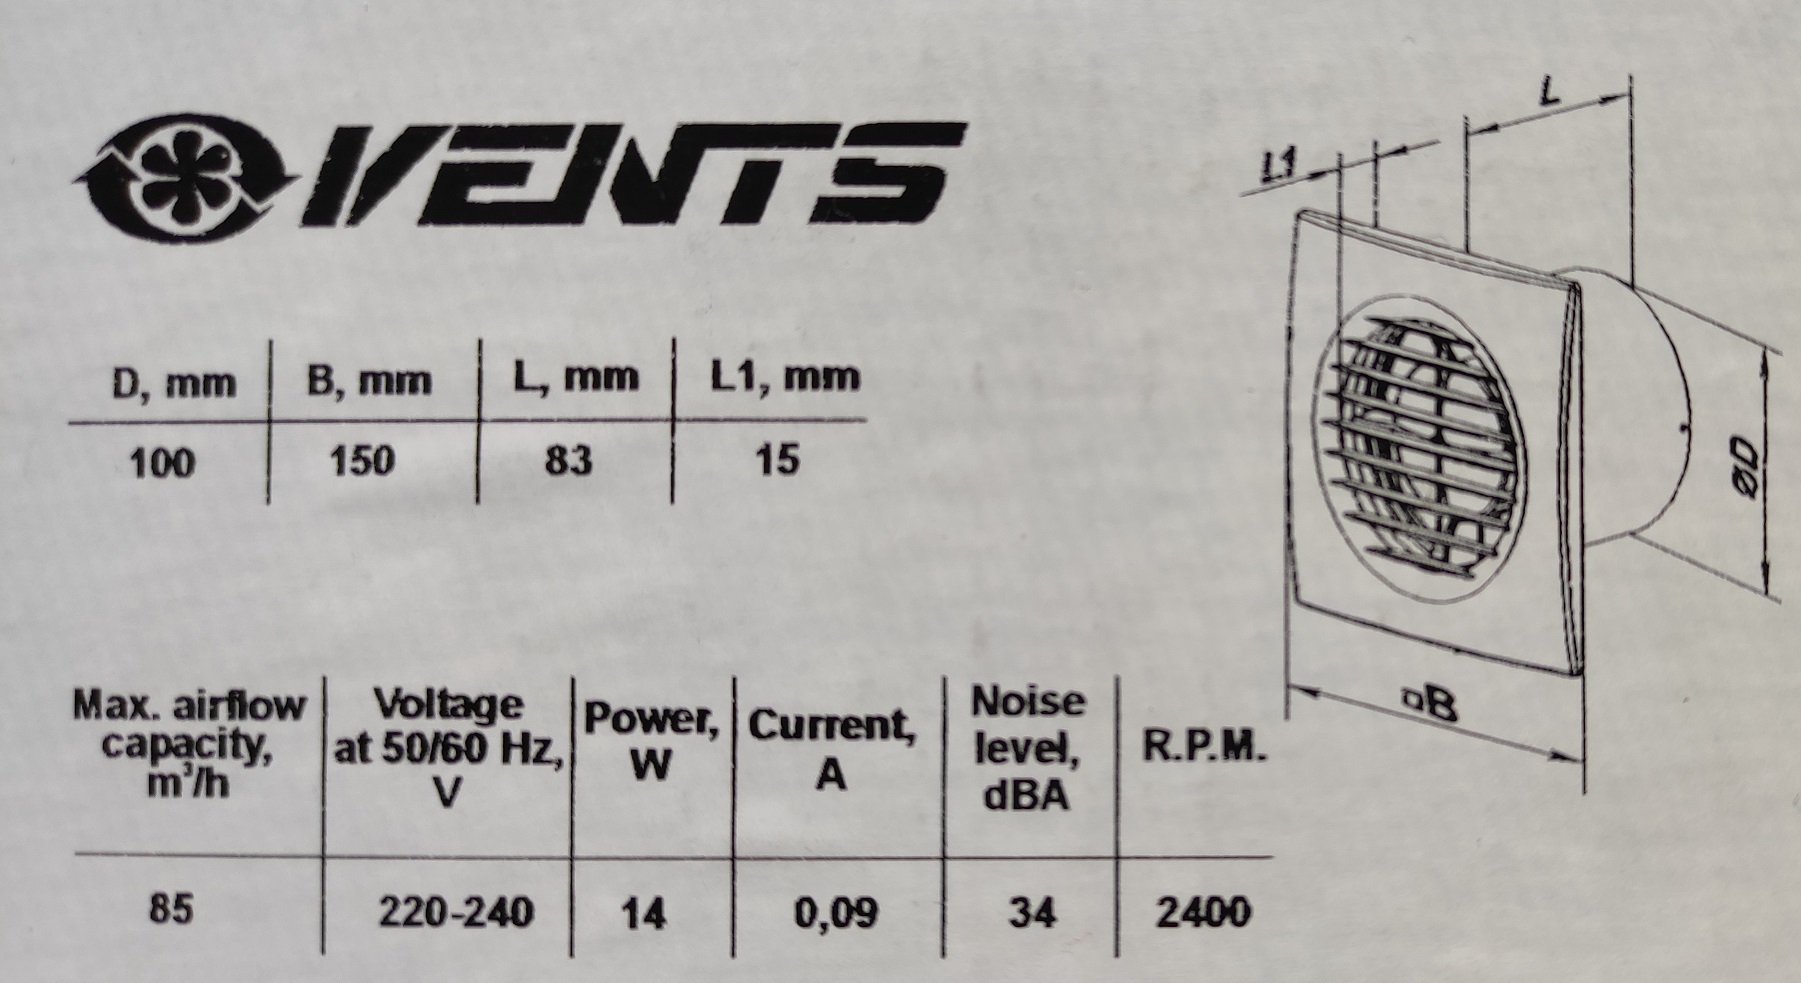 VENTS
D, mm B, mm L, mm L1, mm
100 150 83 15
L
L1
ØD
□B
Max. airflow capacity, m³/h Voltage at 50/60 Hz, V Power, W Current, A Noise level, dBA R.P.M.
85 220-240 14 0,09 34 2400